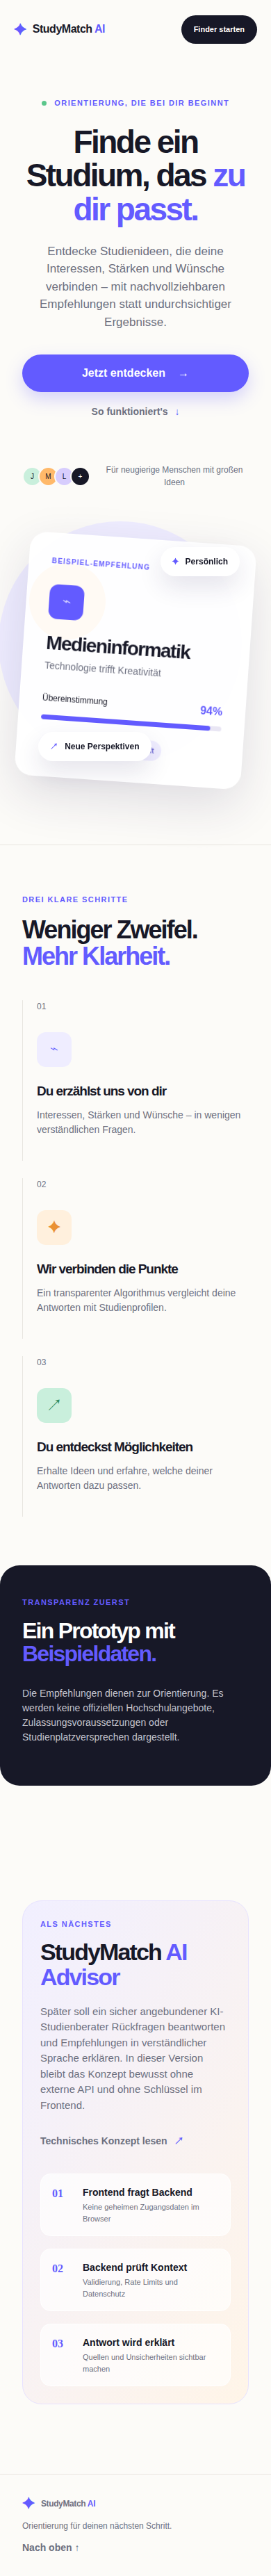 StudyMatch AI
Finder starten
ORIENTIERUNG, DIE BEI DIR BEGINNT
Finde ein
Studium, das zu
dir passt.
Entdecke Studienideen, die deine
Interessen, Stärken und Wünsche
verbinden – mit nachvollziehbaren
Empfehlungen statt undurchsichtiger
Ergebnisse.
Jetzt entdecken →
So funktioniert's ↓
J M L +
Für neugierige Menschen mit großen
Ideen
BEISPIEL-EMPFEHLUNG
Persönlich
Medieninformatik
Technologie trifft Kreativität
Übereinstimmung
94%
Neue Perspektiven
DREI KLARE SCHRITTE
Weniger Zweifel.
Mehr Klarheit.
01
Du erzählst uns von dir
Interessen, Stärken und Wünsche – in wenigen
verständlichen Fragen.
02
Wir verbinden die Punkte
Ein transparenter Algorithmus vergleicht deine
Antworten mit Studienprofilen.
03
Du entdeckst Möglichkeiten
Erhalte Ideen und erfahre, welche deiner
Antworten dazu passen.
TRANSPARENZ ZUERST
Ein Prototyp mit
Beispieldaten.
Die Empfehlungen dienen zur Orientierung. Es
werden keine offiziellen Hochschulangebote,
Zulassungsvoraussetzungen oder
Studienplatzversprechen dargestellt.
ALS NÄCHSTES
StudyMatch AI
Advisor
Später soll ein sicher angebundener KI-
Studienberater Rückfragen beantworten
und Empfehlungen in verständlicher
Sprache erklären. In dieser Version
bleibt das Konzept bewusst ohne
externe API und ohne Schlüssel im
Frontend.
Technisches Konzept lesen ↗
01 Frontend fragt Backend
Keine geheimen Zugangsdaten im
Browser
02 Backend prüft Kontext
Validierung, Rate Limits und
Datenschutz
03 Antwort wird erklärt
Quellen und Unsicherheiten sichtbar
machen
StudyMatch AI
Orientierung für deinen nächsten Schritt.
Nach oben ↑